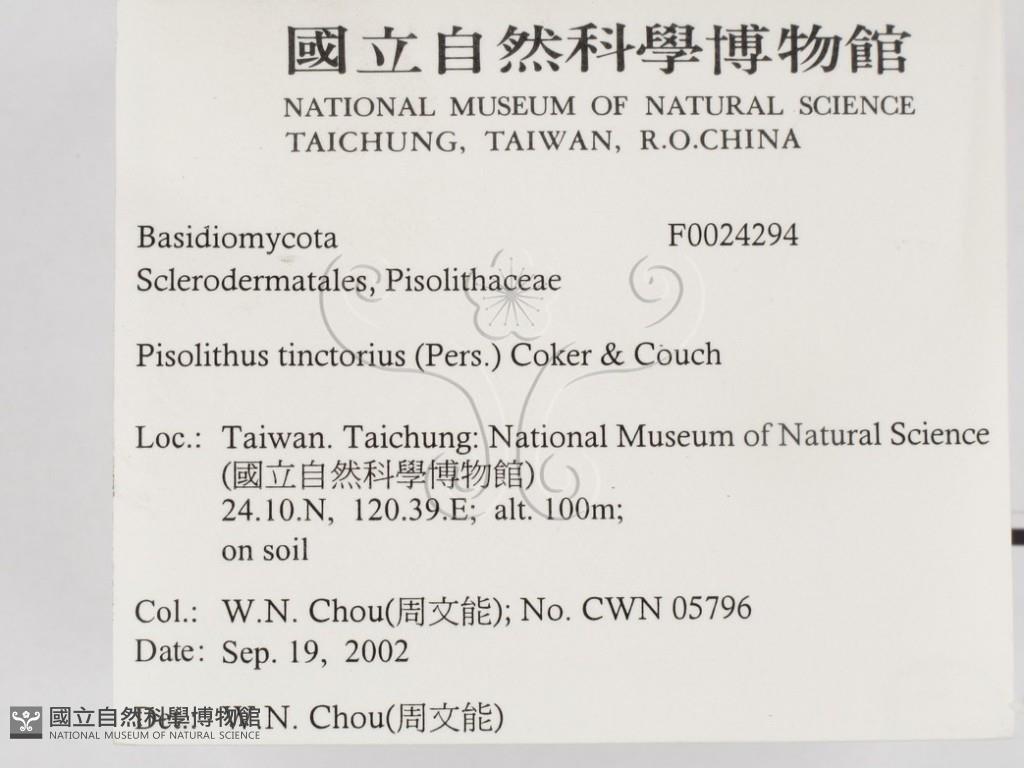 國立自然科學博物館
NATIONAL MUSEUM OF NATURAL SCIENCE
TAICHUNG, TAIWAN, R.O.CHINA
Basidiomycota F0024294
Sclerodermatales, Pisolithaceae
Pisolithus tinctorius (Pers.) Coker & Couch
Loc.: Taiwan. Taichung: National Museum of Natural Science
(國立自然科學博物館)
24.10.N, 120.39.E; alt. 100m;
on soil
Col.: W.N. Chou(周文能); No. CWN 05796
Date: Sep. 19, 2002
Det.: W.N. Chou(周文能)
國立自然科學博物館
NATIONAL MUSEUM OF NATURAL SCIENCE